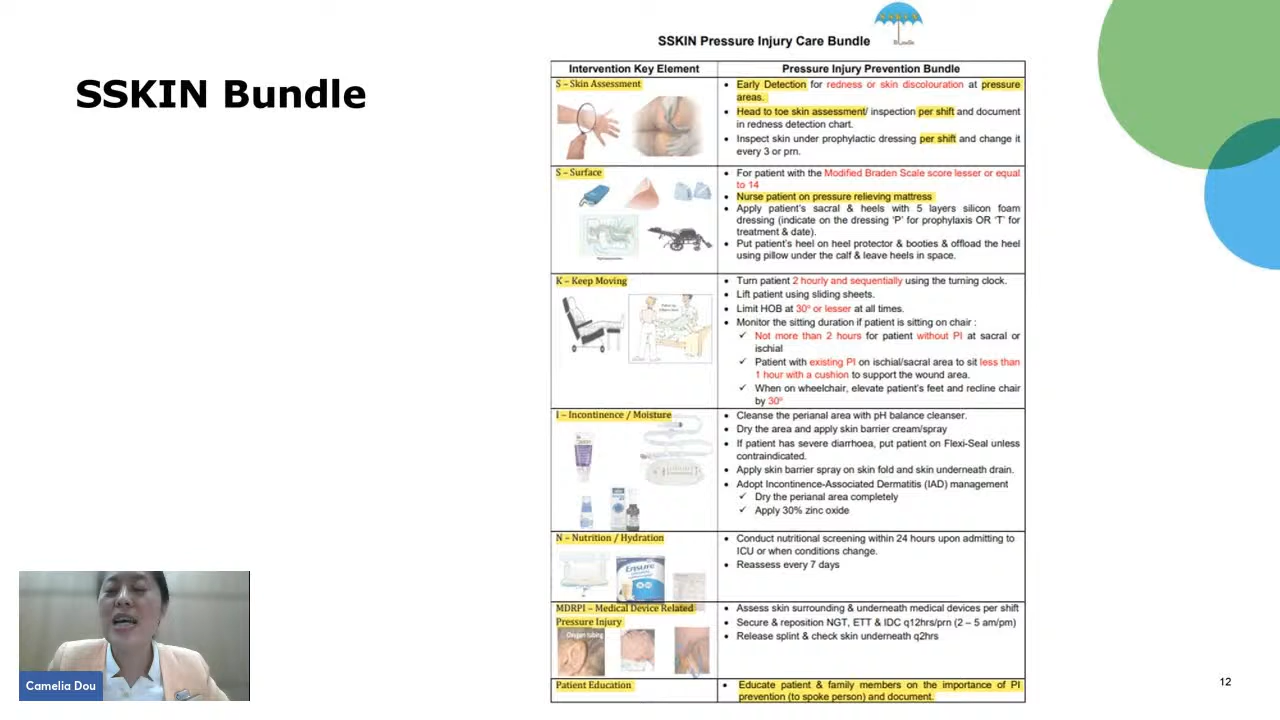 SSKIN Bundle
SSKIN Pressure Injury Care Bundle
Intervention Key Element
Pressure Injury Prevention Bundle
S – Skin Assessment
• Early Detection for redness or skin discolouration at pressure
areas.
• Head to toe skin assessment/ inspection per shift and document
in redness detection chart.
• Inspect skin under prophylactic dressing per shift and change it
every 3 or prn.
S – Surface
• For patient with the Modified Braden Scale score lesser or equal
to 14
• Nurse patient on pressure relieving mattress
• Apply patient's sacral & heels with 5 layers silicon foam
dressing (indicate on the dressing 'P' for prophylaxis OR 'T' for
treatment & date).
• Put patient's heel on heel protector & booties & offload the heel
using pillow under the calf & leave heels in space.
K – Keep Moving
• Turn patient 2 hourly and sequentially using the turning clock.
• Lift patient using sliding sheets.
• Limit HOB at 30º or lesser at all times.
• Monitor the sitting duration if patient is sitting on chair :
✓ Not more than 2 hours for patient without PI at sacral or
ischial
✓ Patient with existing PI on ischial/sacral area to sit less than
1 hour with a cushion to support the wound area.
✓ When on wheelchair, elevate patient's feet and recline chair
by 30º
I – Incontinence / Moisture
• Cleanse the perianal area with pH balance cleanser.
• Dry the area and apply skin barrier cream/spray
• If patient has severe diarrhoea, put patient on Flexi-Seal unless
contraindicated.
• Apply skin barrier spray on skin fold and skin underneath drain.
• Adopt Incontinence-Associated Dermatitis (IAD) management
✓ Dry the perianal area completely
✓ Apply 30% zinc oxide
N – Nutrition / Hydration
Ensure
• Conduct nutritional screening within 24 hours upon admitting to
ICU or when conditions change.
• Reassess every 7 days
MDRPI – Medical Device Related
Pressure Injury
Oxygen tubing
• Assess skin surrounding & underneath medical devices per shift
• Secure & reposition NGT, ETT & IDC q12hrs/prn (2 – 5 am/pm)
• Release splint & check skin underneath q2hrs
Patient Education
• Educate patient & family members on the importance of PI
prevention (to spoke person) and document.
Camelia Dou
12